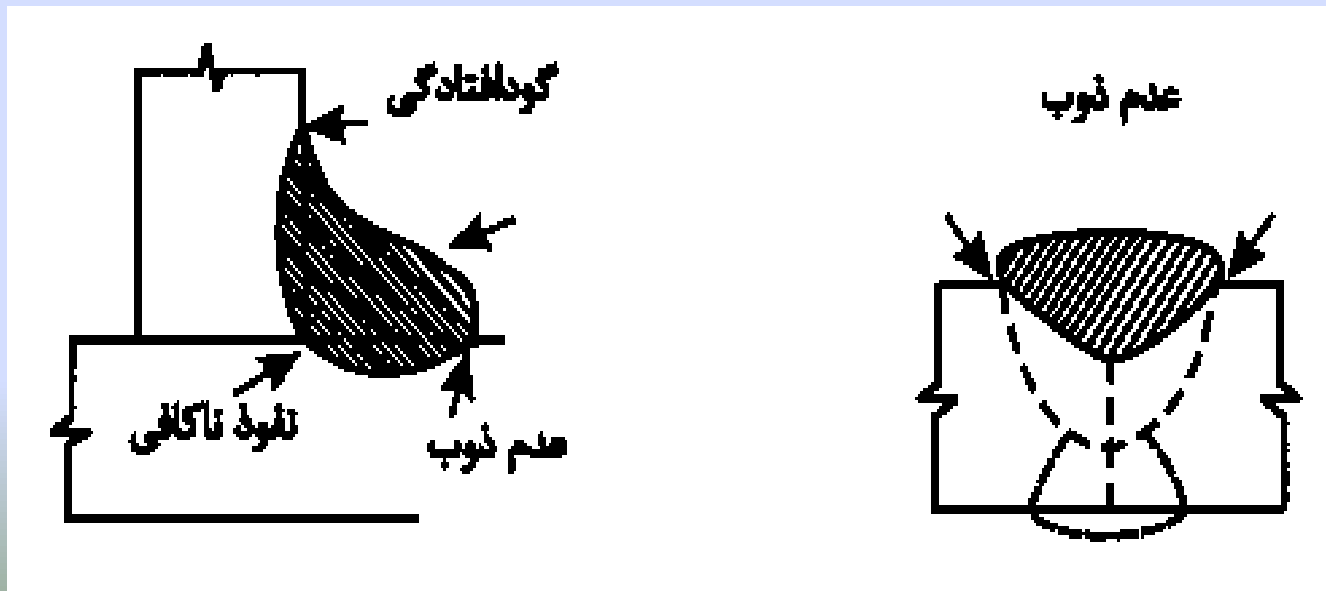 عدم ذوب
گودافتادگی
نفوذ ناکافی
عدم ذوب